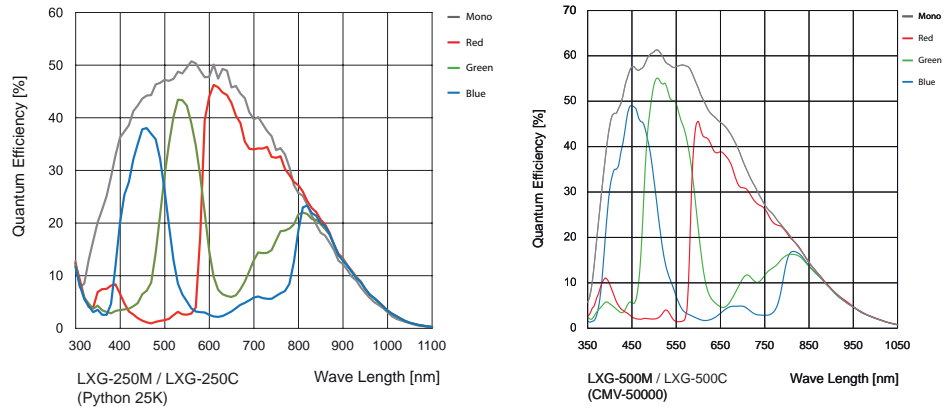 60
50
40
30
20
10
0
Quantum Efficiency [%]
Mono
Red
Green
Blue
300 400 500 600 700 800 900 1000 1100
LXG-250M / LXG-250C
(Python 25K)
Wave Length [nm]
70
60
50
40
30
20
10
0
Quantum Efficiency [%]
Mono
Red
Green
Blue
350 450 550 650 750 850 950 1050
LXG-500M / LXG-500C
(CMV-50000)
Wave Length [nm]